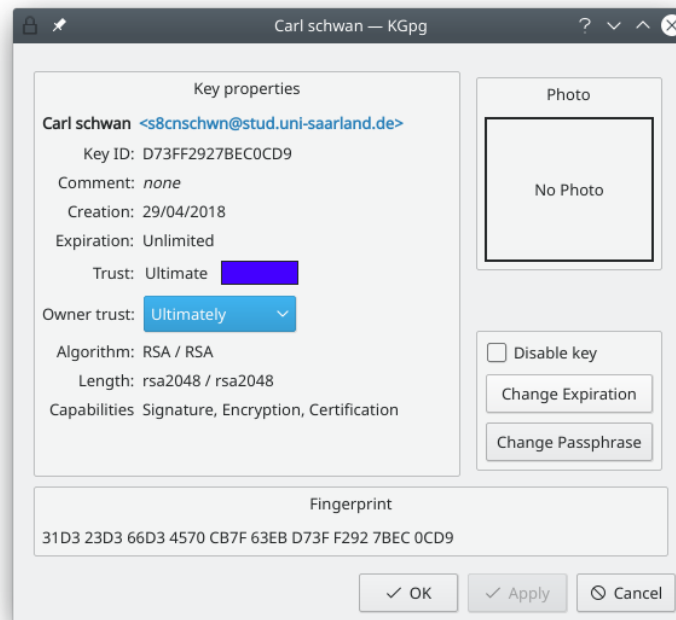 Carl schwan — KGpg
?
Key properties
Carl schwan <s8cnschwn@stud.uni-saarland.de>
Key ID: D73FF2927BEC0CD9
Comment: none
Creation: 29/04/2018
Expiration: Unlimited
Trust: Ultimate
Owner trust: Ultimately
Algorithm: RSA / RSA
Length: rsa2048 / rsa2048
Capabilities Signature, Encryption, Certification
Photo
No Photo
Disable key
Change Expiration
Change Passphrase
Fingerprint
31D3 23D3 66D3 4570 CB7F 63EB D73F F292 7BEC 0CD9
OK
Apply
Cancel